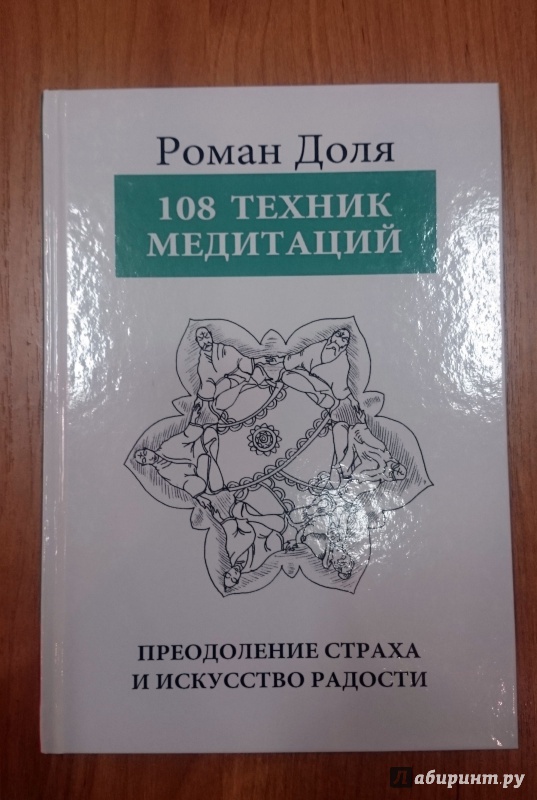 Роман Доля
108 ТЕХНИК
МЕДИТАЦИЙ
ПРЕОДОЛЕНИЕ СТРАХА
И ИСКУССТВО РАДОСТИ
Лабиринт.ру